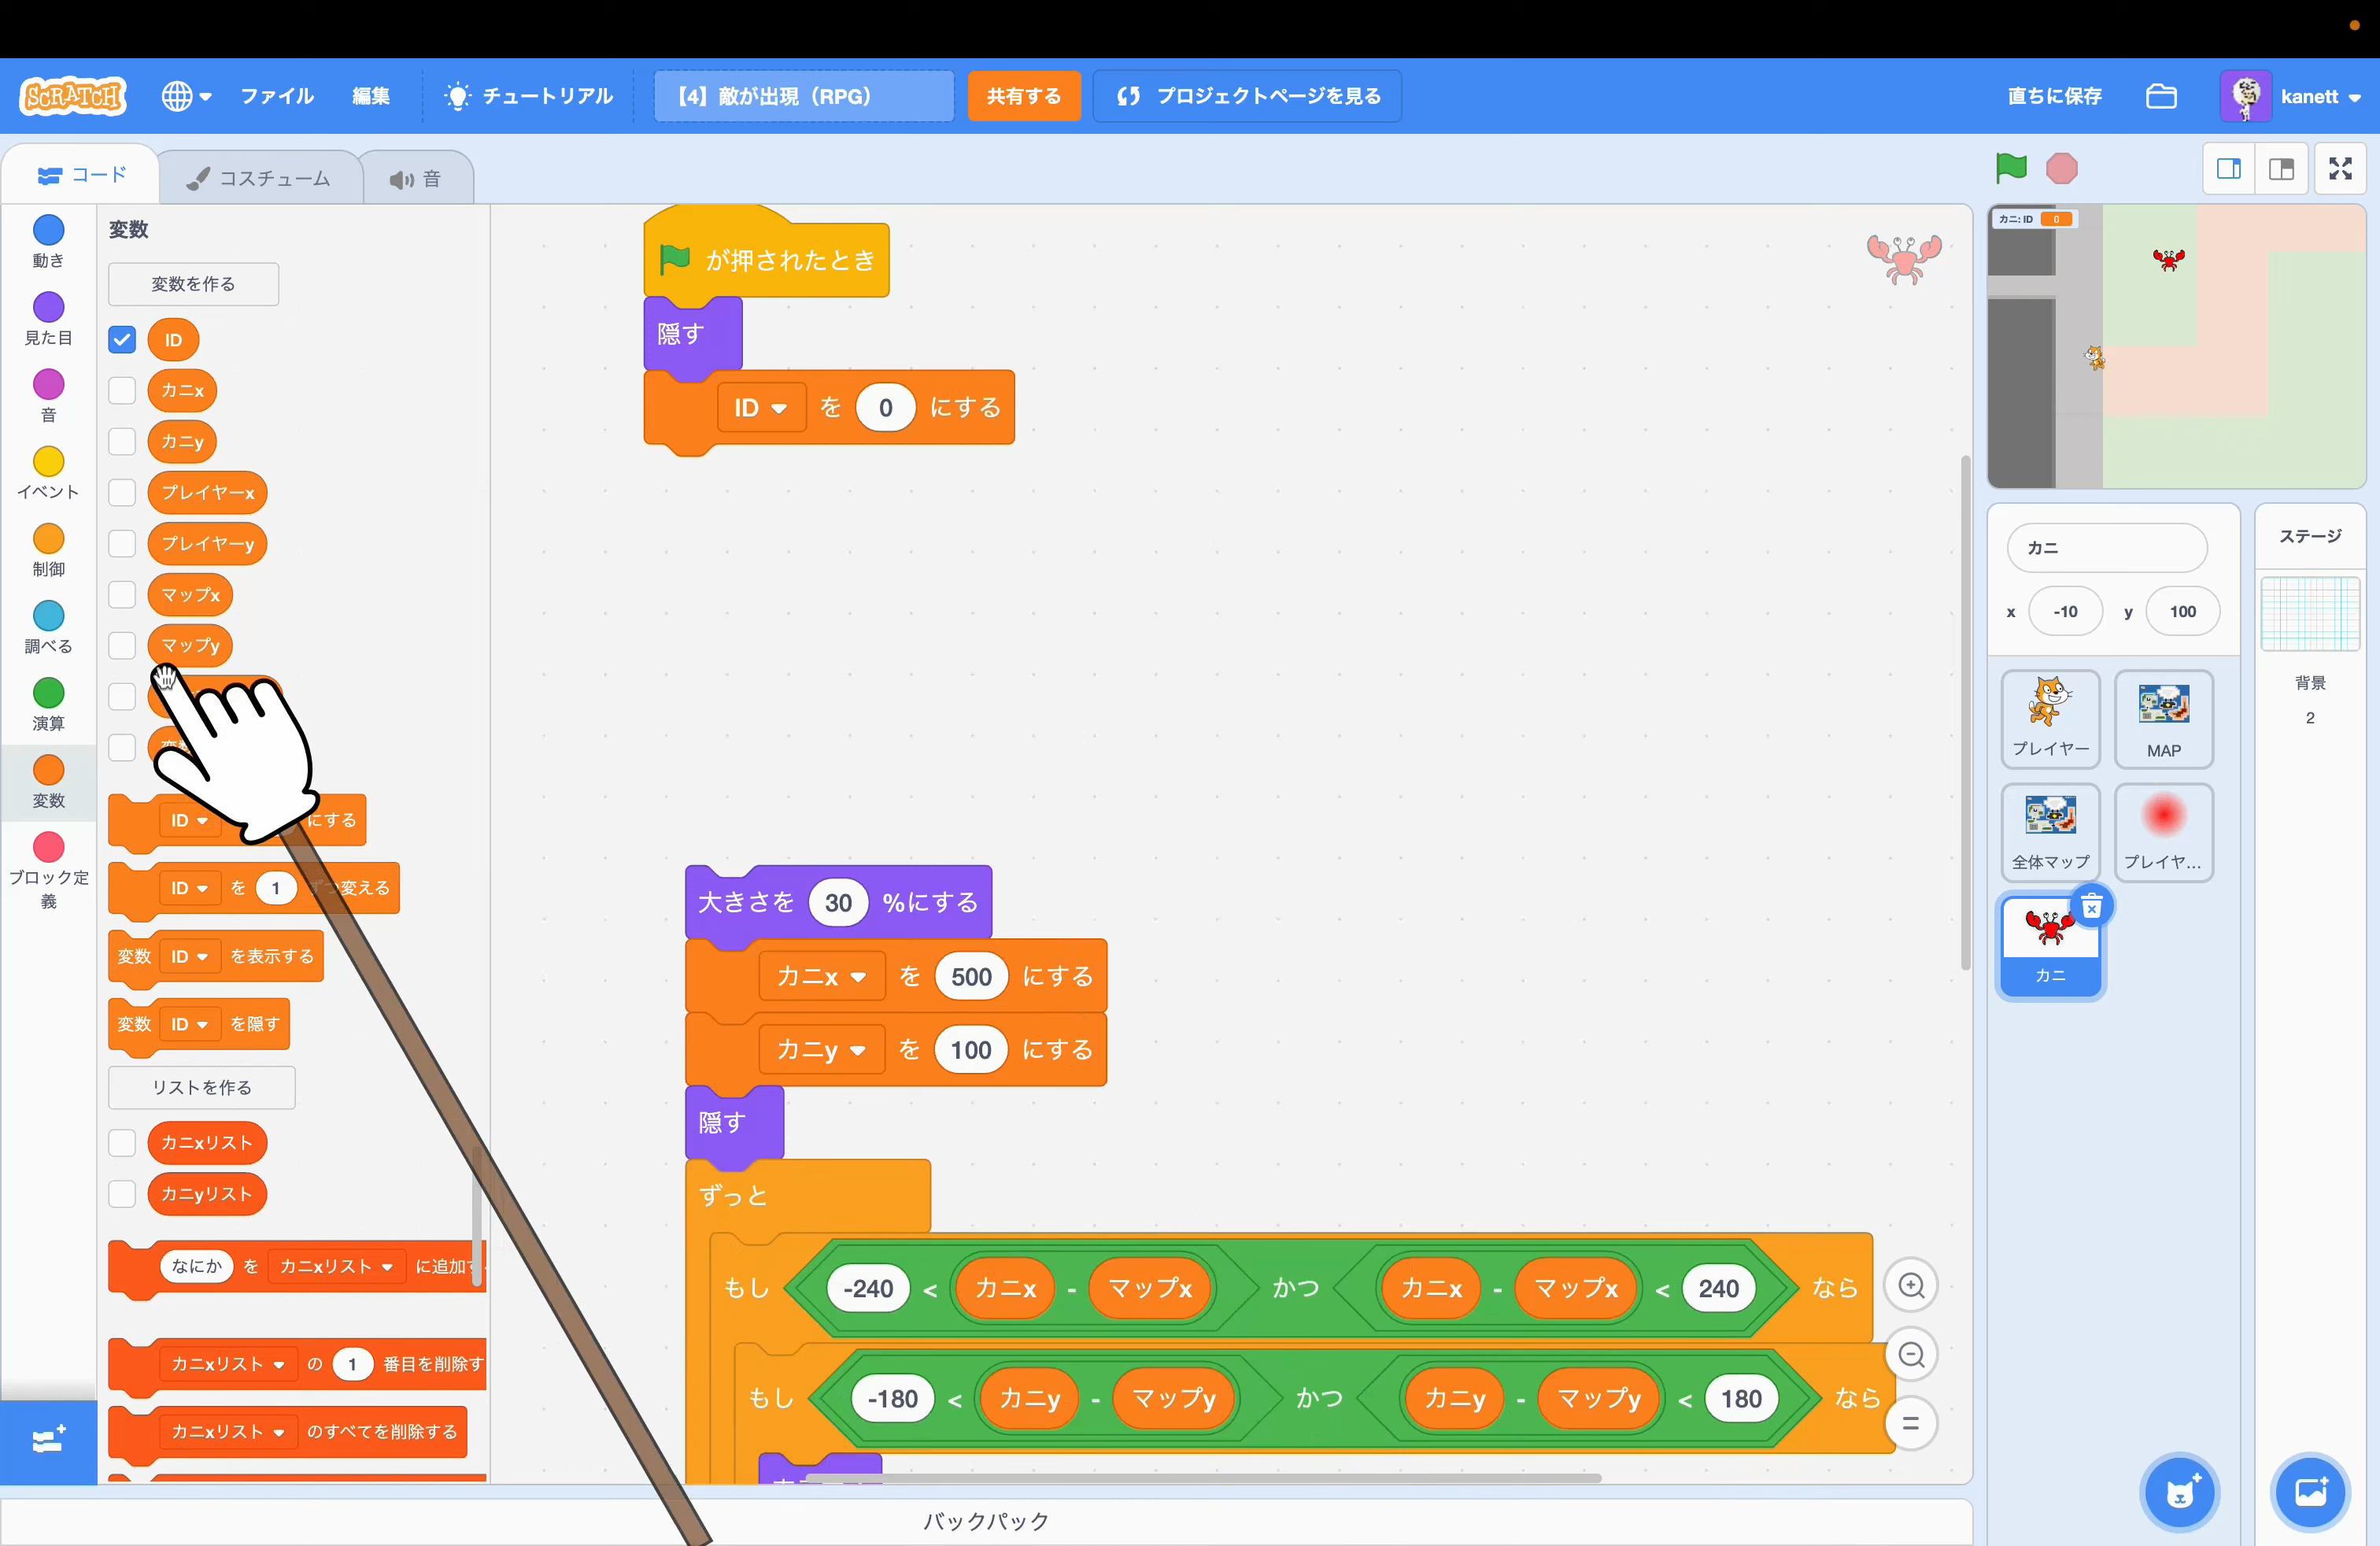 SCRATCH
ファイル
編集
チュートリアル
【4】敵が出現（RPG）
共有する
プロジェクトページを見る
直ちに保存
kanett
コード
コスチューム
音
動き
見た目
音
イベント
制御
調べる
演算
変数
ブロック定
義
変数
変数を作る
ID
カニx
カニy
プレイヤーx
プレイヤーy
マップx
マップy
ID にする
ID を 1 ずつ変える
変数 ID を表示する
変数 ID を隠す
リストを作る
カニxリスト
カニyリスト
なにか を カニxリスト に追加す
カニxリスト の 1 番目を削除す
カニxリスト のすべてを削除する
が押されたとき
隠す
ID を 0 にする
大きさを 30 %にする
カニx を 500 にする
カニy を 100 にする
隠す
ずっと
もし -240 < カニx - マップx かつ カニx - マップx < 240 なら
もし -180 < カニy - マップy かつ カニy - マップy < 180 なら
バックパック
カニ: ID 0
カニ
x -10 y 100
プレイヤー
MAP
全体マップ
プレイヤ...
カニ
ステージ
背景
2